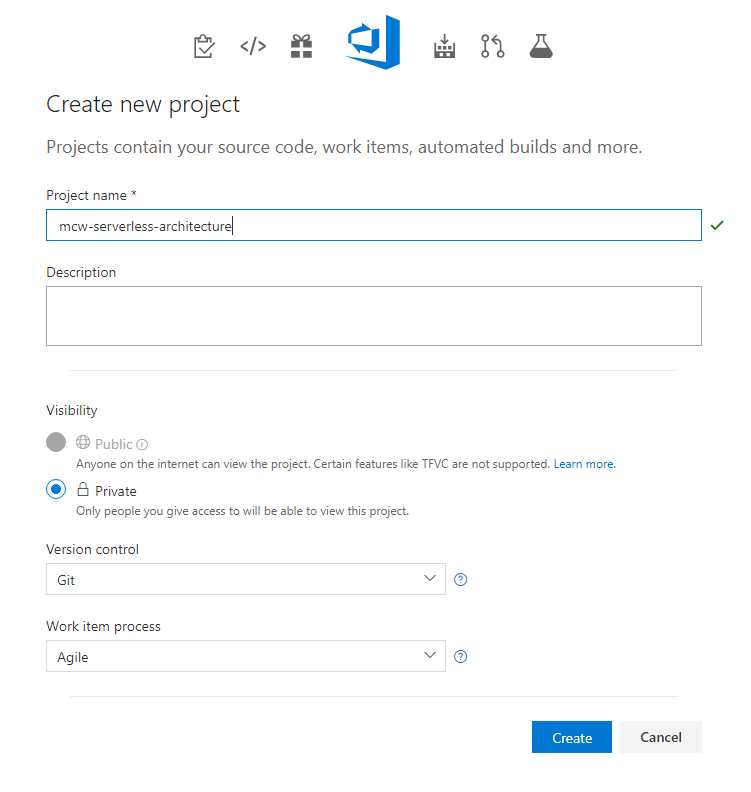 Create new project
Projects contain your source code, work items, automated builds and more.
Project name *
mcw-serverless-architecture
Description
Visibility
Public
Anyone on the internet can view the project. Certain features like TFVC are not supported. Learn more.
Private
Only people you give access to will be able to view this project.
Version control
Git
Work item process
Agile
Create Cancel